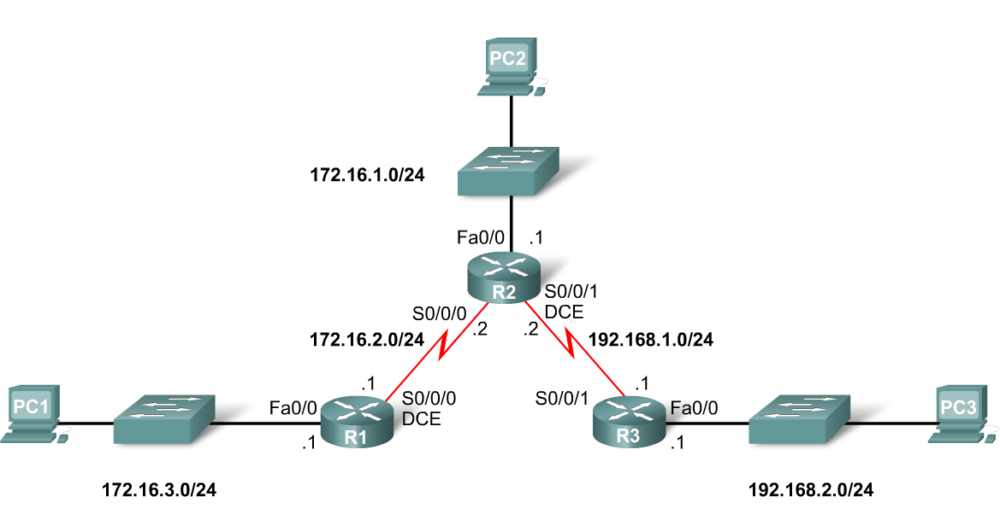 PC2
172.16.1.0/24
Fa0/0 .1
R2
S0/0/1
DCE
S0/0/0
.2 .2
172.16.2.0/24
192.168.1.0/24
.1
S0/0/0
DCE
.1
S0/0/1
PC1
Fa0/0
R1
.1
Fa0/0
R3
.1
PC3
172.16.3.0/24
192.168.2.0/24